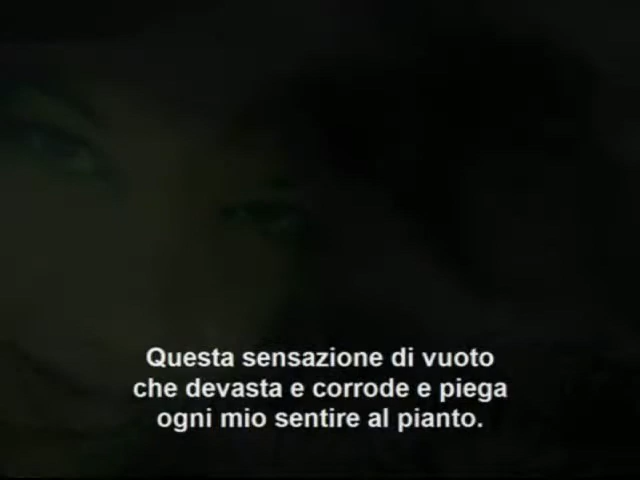 Questa sensazione di vuoto
che devasta e corrode e piega
ogni mio sentire al pianto.